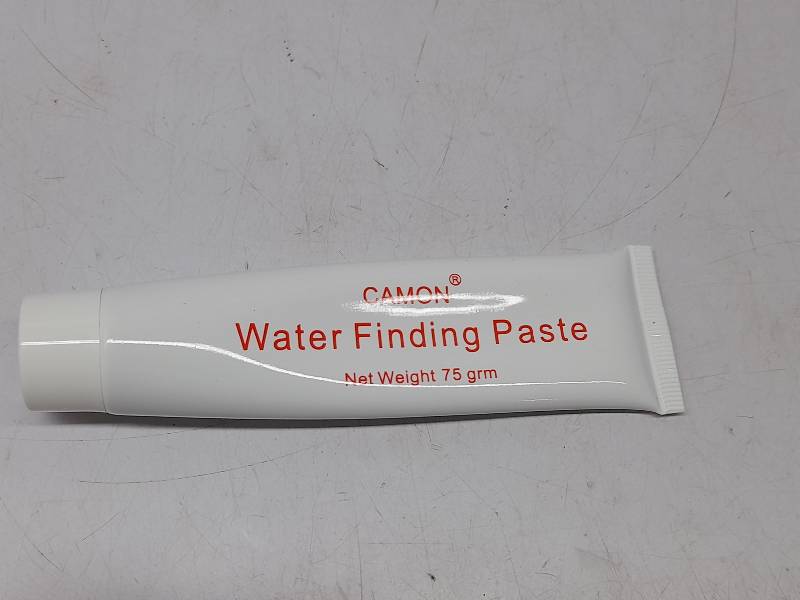 CAMON®
Water Finding Paste
Net Weight 75 grm